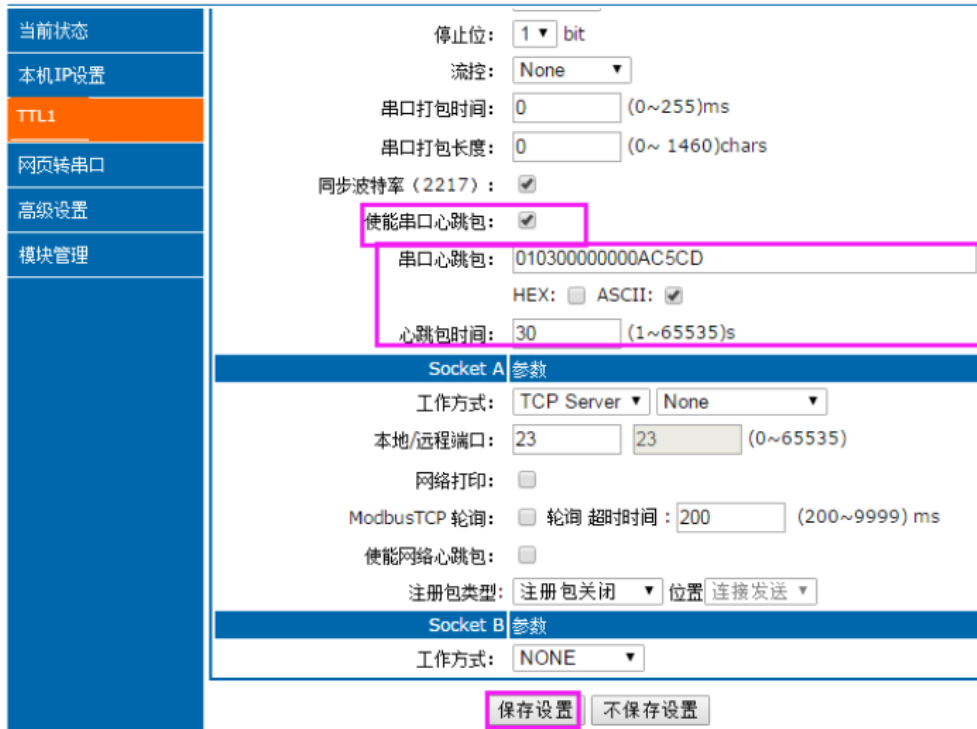 当前状态
本机IP设置
TTL1
网页转串口
高级设置
模块管理
停止位: 1 bit
流控: None
串口打包时间: 0 (0~255)ms
串口打包长度: 0 (0~ 1460)chars
同步波特率(2217):
使能串口心跳包:
串口心跳包: 010300000000AC5CD
HEX: ASCII:
心跳包时间: 30 (1~65535)s
Socket A 参数
工作方式: TCP Server None
本地/远程端口: 23 23 (0~65535)
网络打印:
ModbusTCP 轮询: 轮询 超时时间:200 (200~9999) ms
使能网络心跳包:
注册包类型: 注册包关闭 位置 连接发送
Socket B 参数
工作方式: NONE
保存设置 不保存设置